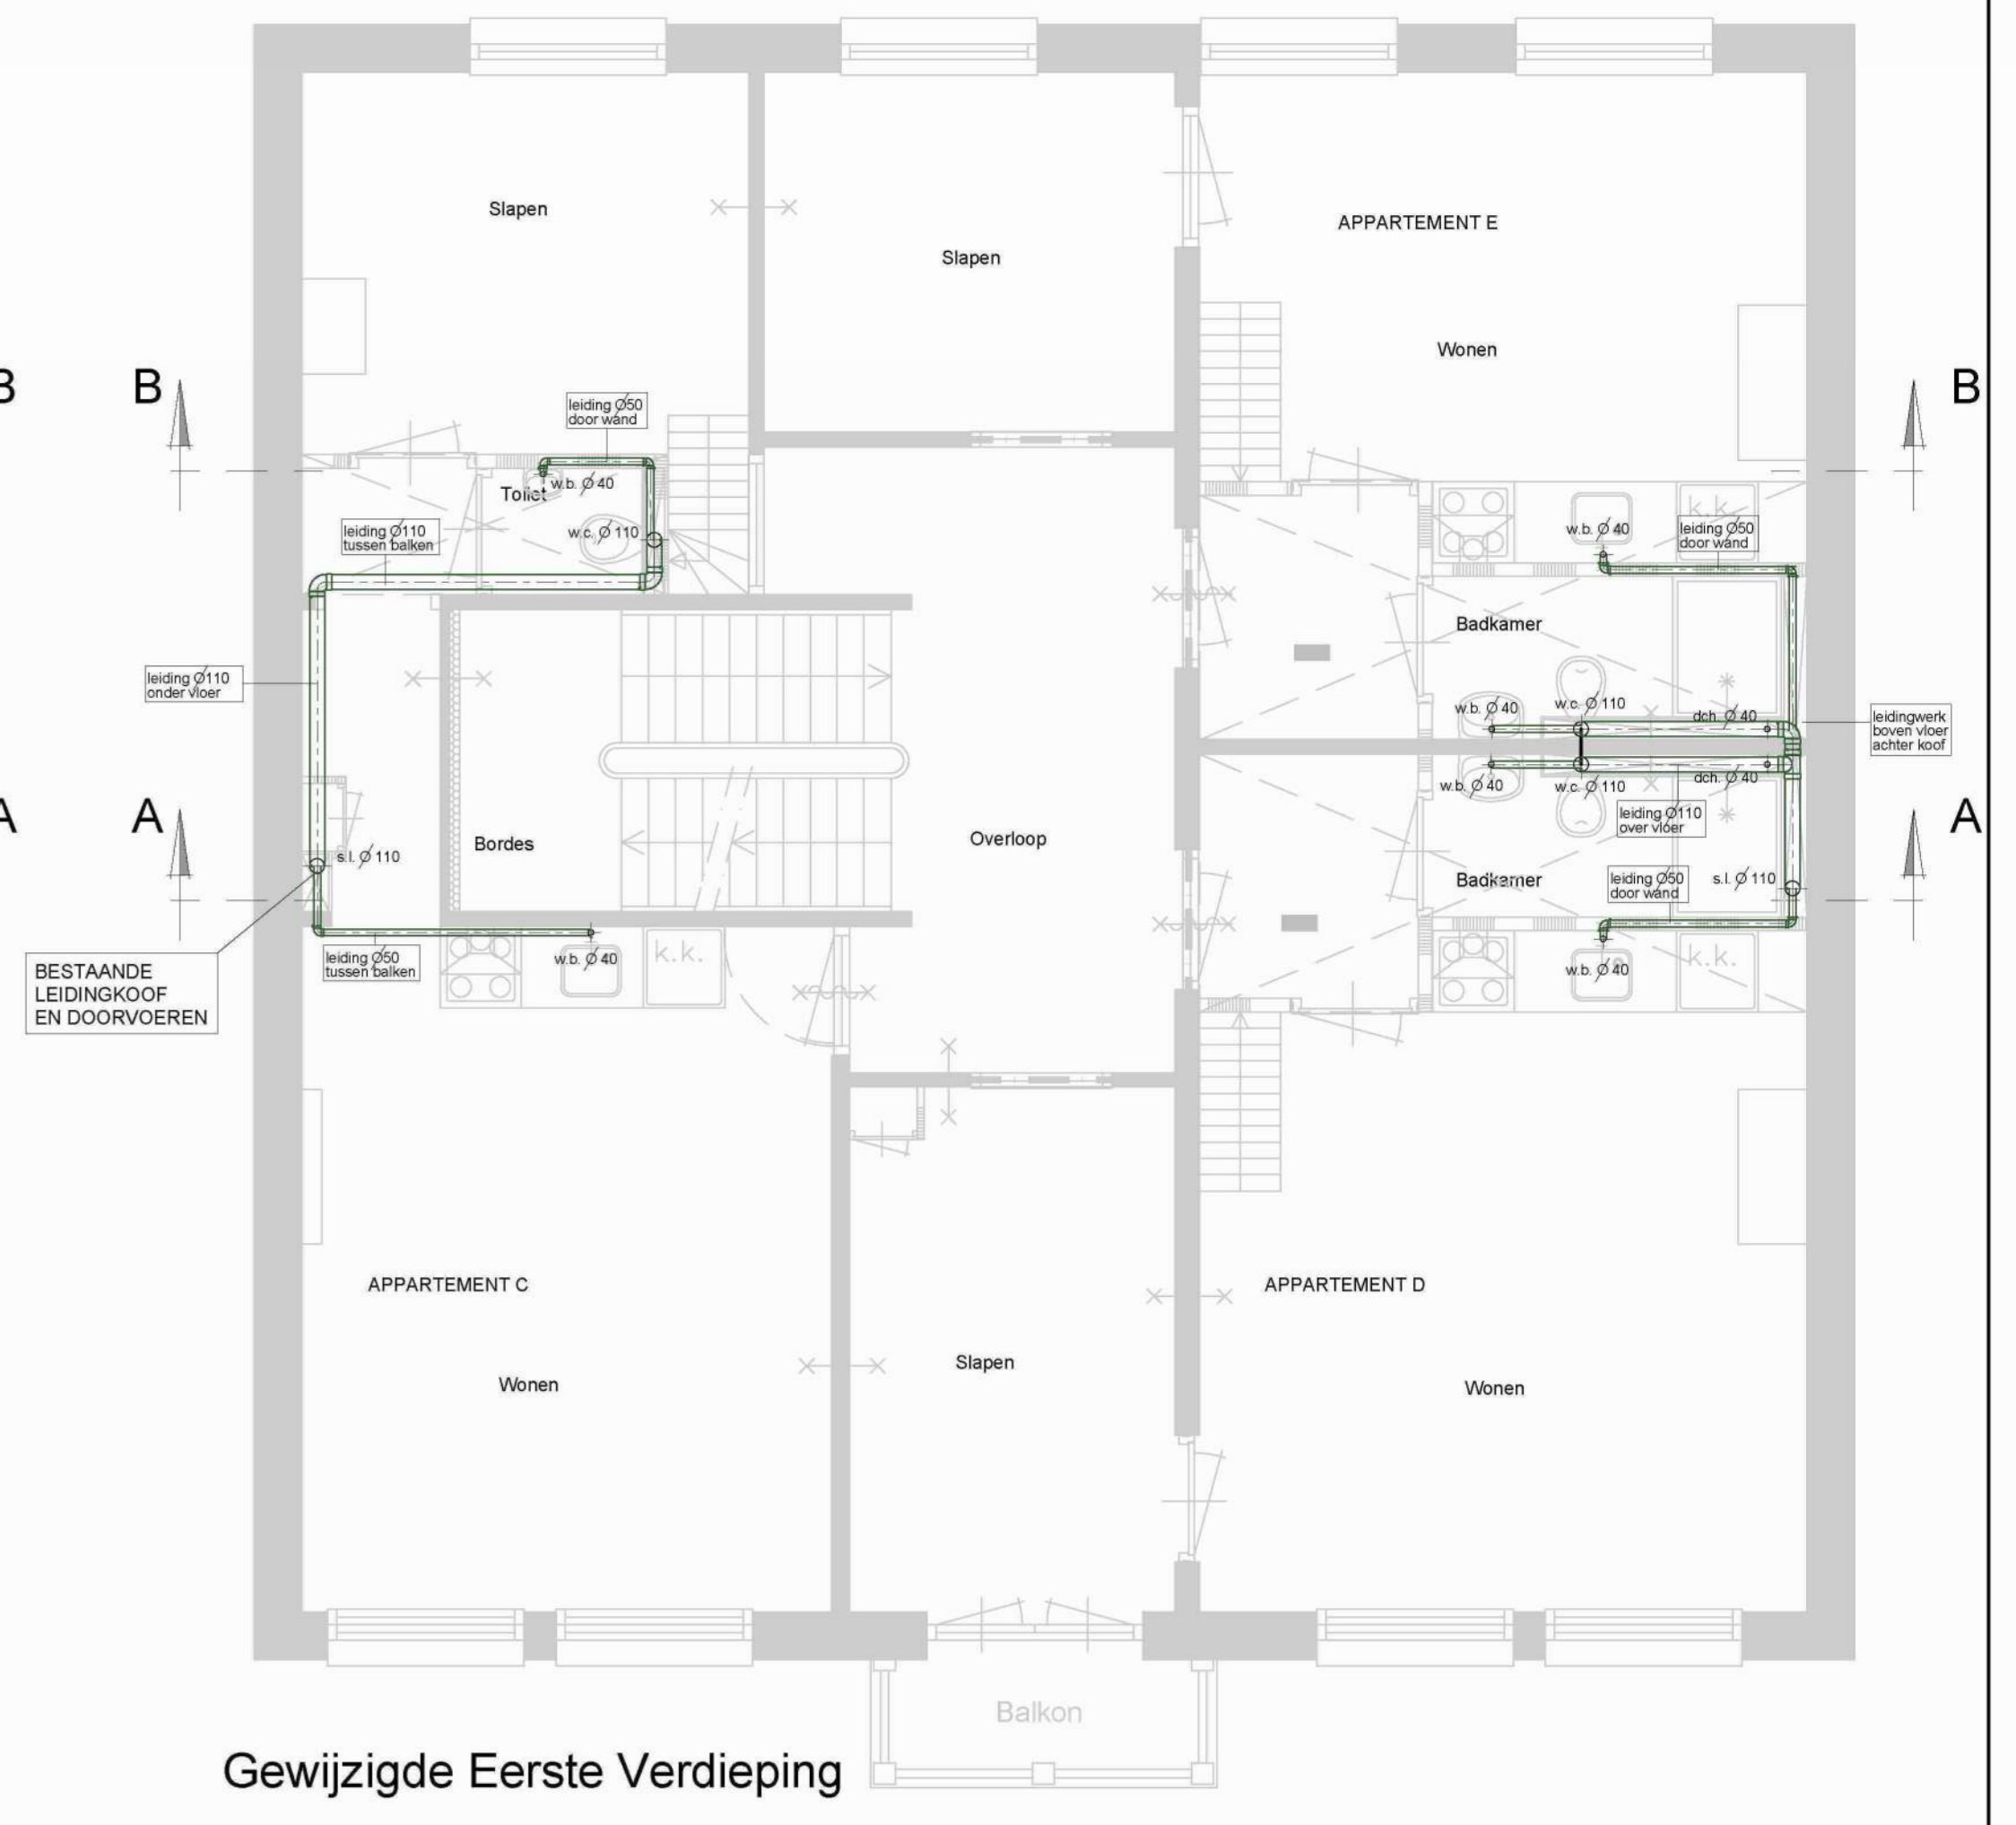 Slapen
Slapen
APPARTEMENT E
Wonen
B
B
B
leiding Ø50
door wand
Toilet
w.b. Ø 40
w.c. Ø 110
leiding Ø110
tussen balken
k.k.
w.b. Ø 40
leiding Ø50
door wand
Badkamer
leiding Ø110
onder vloer
w.b. Ø 40
w.c. Ø 110
dch. Ø 40
leidingwerk
boven vloer
achter koof
w.b. Ø 40
w.c. Ø 110
dch. Ø 40
leiding Ø110
over vloer
A
A
A
s.l. Ø 110
Bordes
Overloop
Badkamer
leiding Ø50
door wand
s.l. Ø 110
BESTAANDE
LEIDINGKOOF
EN DOORVOEREN
leiding Ø50
tussen balken
w.b. Ø 40
k.k.
w.b. Ø 40
k.k.
APPARTEMENT C
APPARTEMENT D
Slapen
Wonen
Wonen
Balkon
Gewijzigde Eerste Verdieping